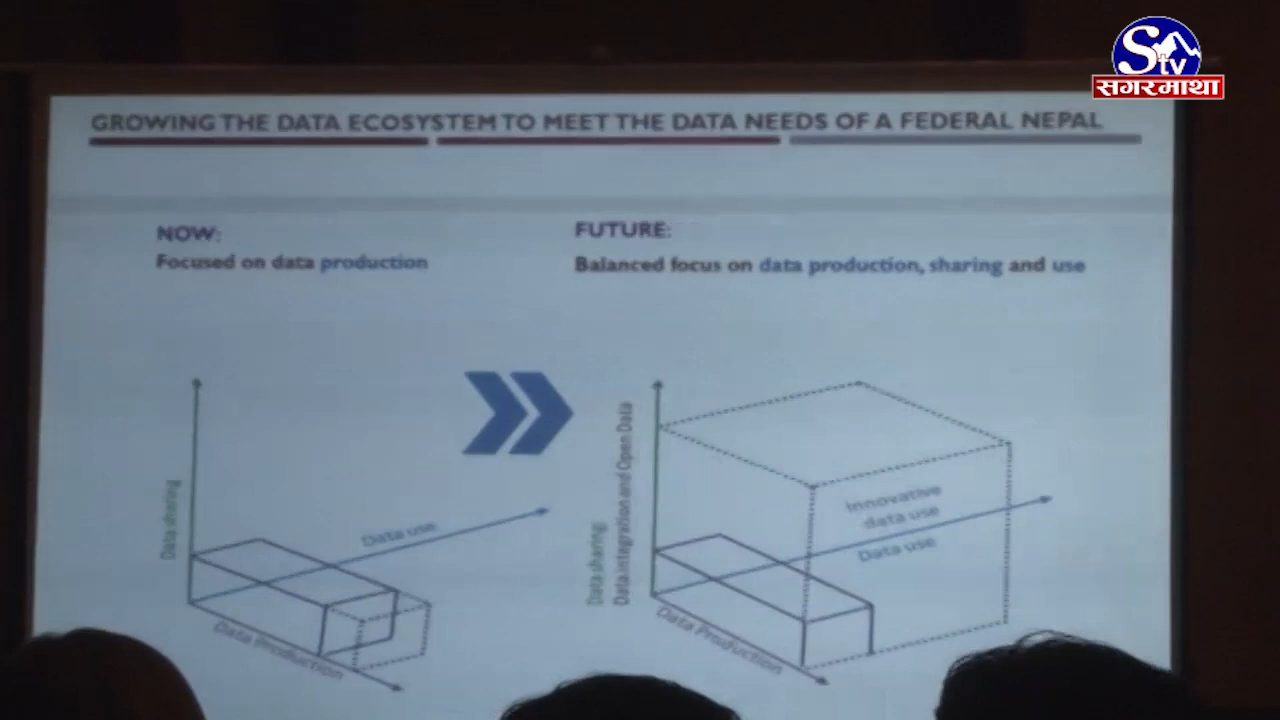 S
tv
सगरमाथा
GROWING THE DATA ECOSYSTEM TO MEET THE DATA NEEDS OF A FEDERAL NEPAL
NOW:
Focused on data production
FUTURE:
Balanced focus on data production, sharing and use
Data sharing
Data use
Data Production
Data sharing
Data integration and Open Data
Innovative
data use
Data use
Data Production